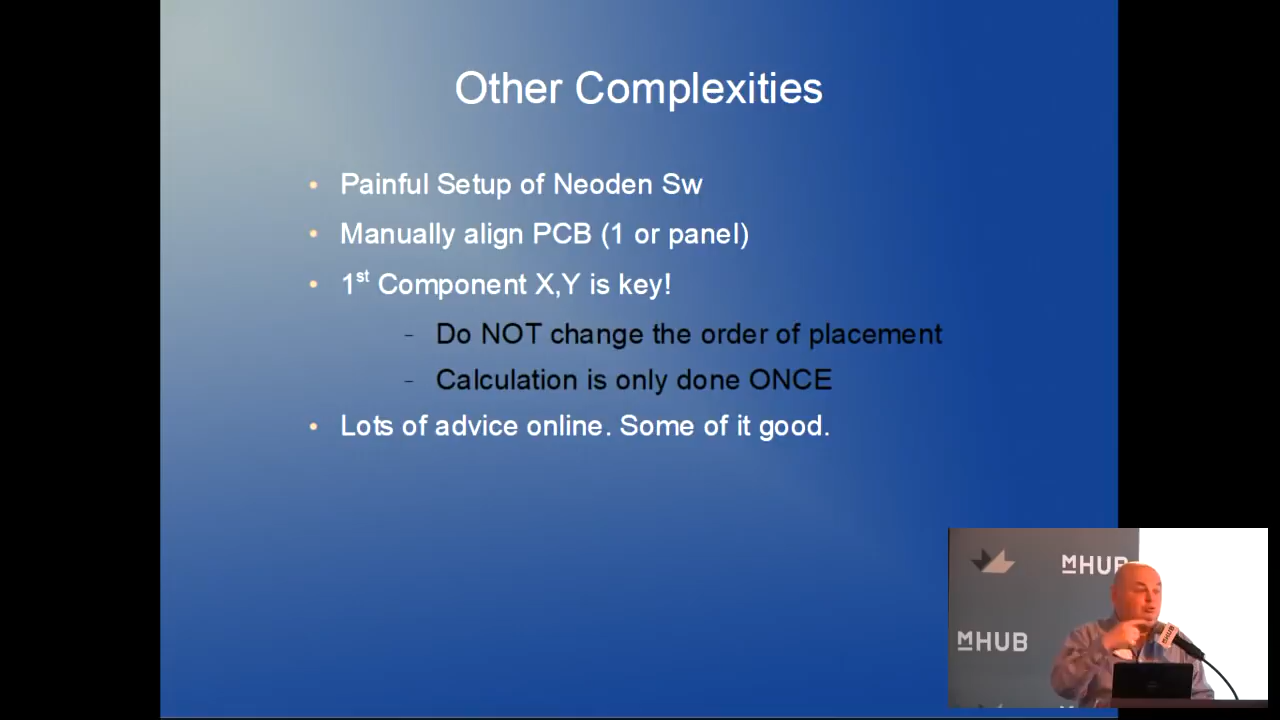 Other Complexities
• Painful Setup of Neoden Sw
• Manually align PCB (1 or panel)
• 1st Component X,Y is key!
– Do NOT change the order of placement
– Calculation is only done ONCE
• Lots of advice online. Some of it good.
MHUB
MHUB
MHUB